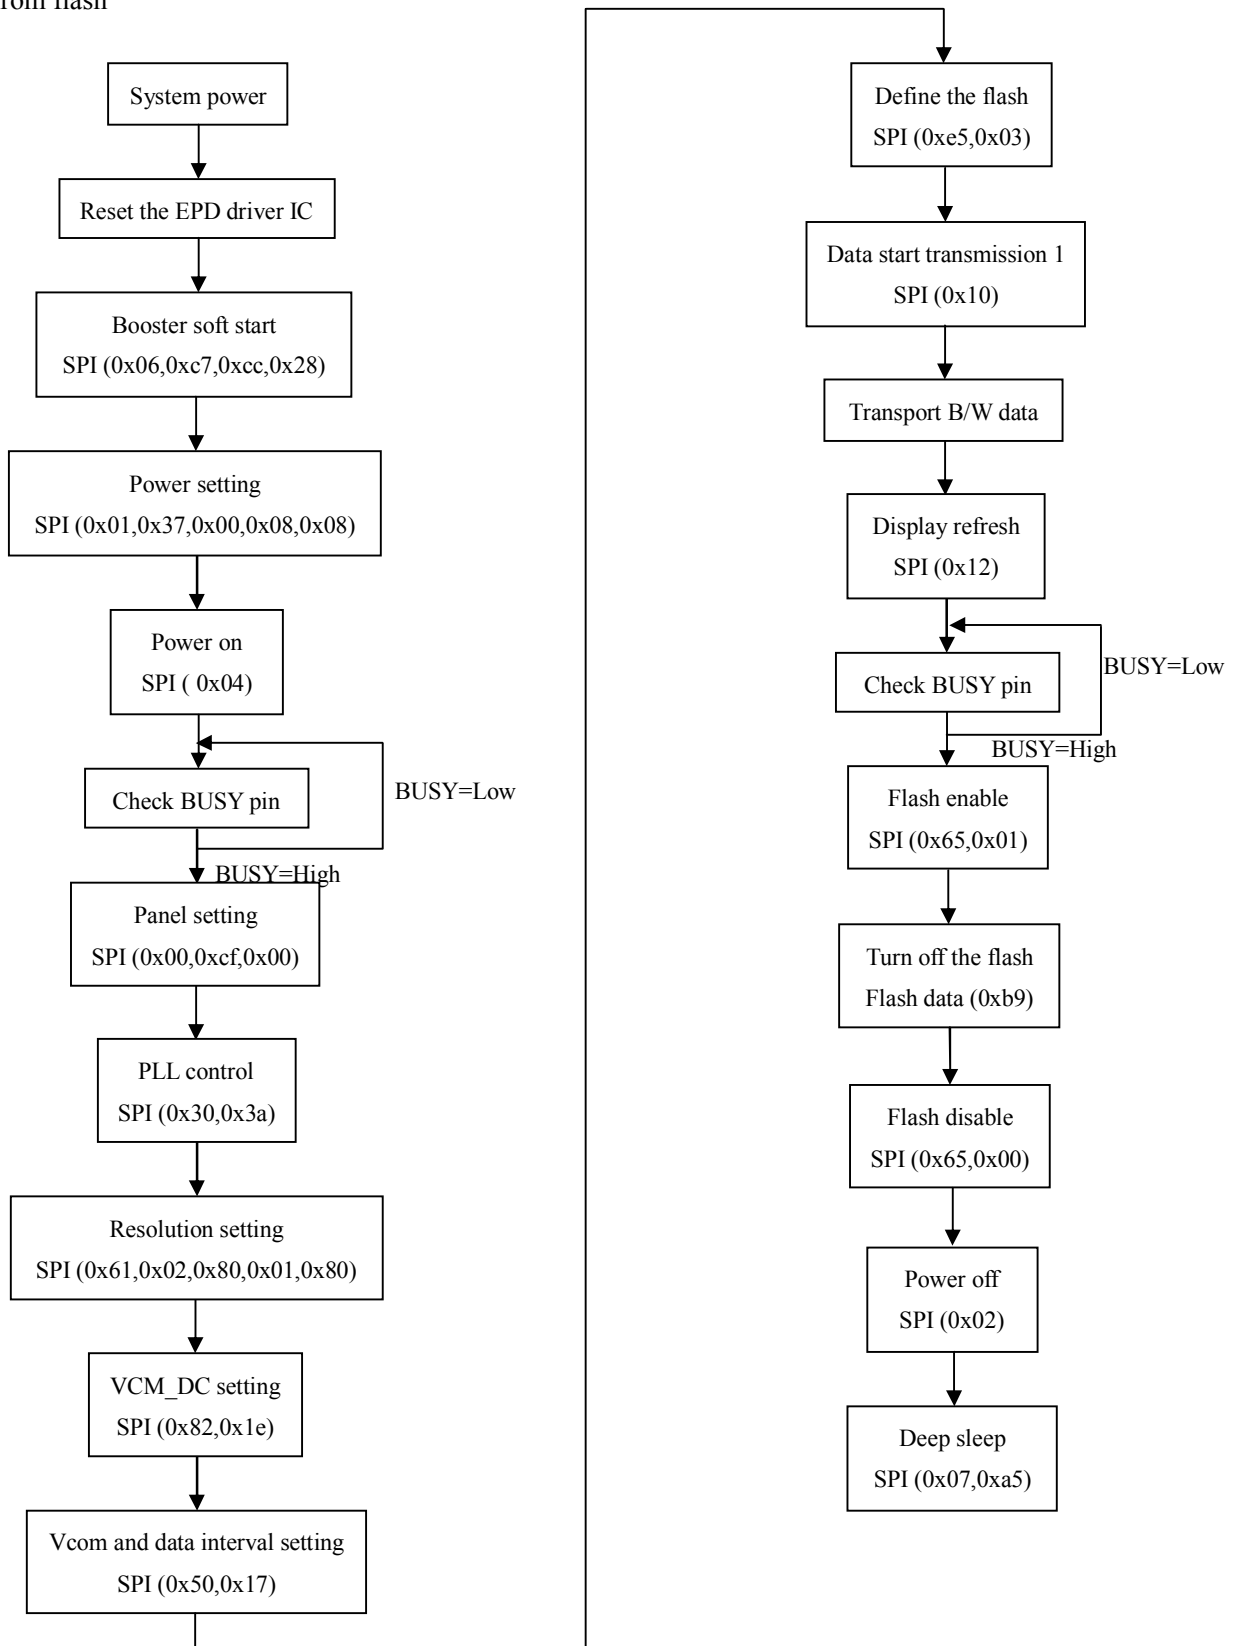 from flash
System power
Reset the EPD driver IC
Booster soft start
SPI (0x06,0xc7,0xcc,0x28)
Power setting
SPI (0x01,0x37,0x00,0x08,0x08)
Power on
SPI ( 0x04)
Check BUSY pin
BUSY=Low
BUSY=High
Panel setting
SPI (0x00,0xcf,0x00)
PLL control
SPI (0x30,0x3a)
Resolution setting
SPI (0x61,0x02,0x80,0x01,0x80)
VCM_DC setting
SPI (0x82,0x1e)
Vcom and data interval setting
SPI (0x50,0x17)
Define the flash
SPI (0xe5,0x03)
Data start transmission 1
SPI (0x10)
Transport B/W data
Display refresh
SPI (0x12)
Check BUSY pin
BUSY=Low
BUSY=High
Flash enable
SPI (0x65,0x01)
Turn off the flash
Flash data (0xb9)
Flash disable
SPI (0x65,0x00)
Power off
SPI (0x02)
Deep sleep
SPI (0x07,0xa5)